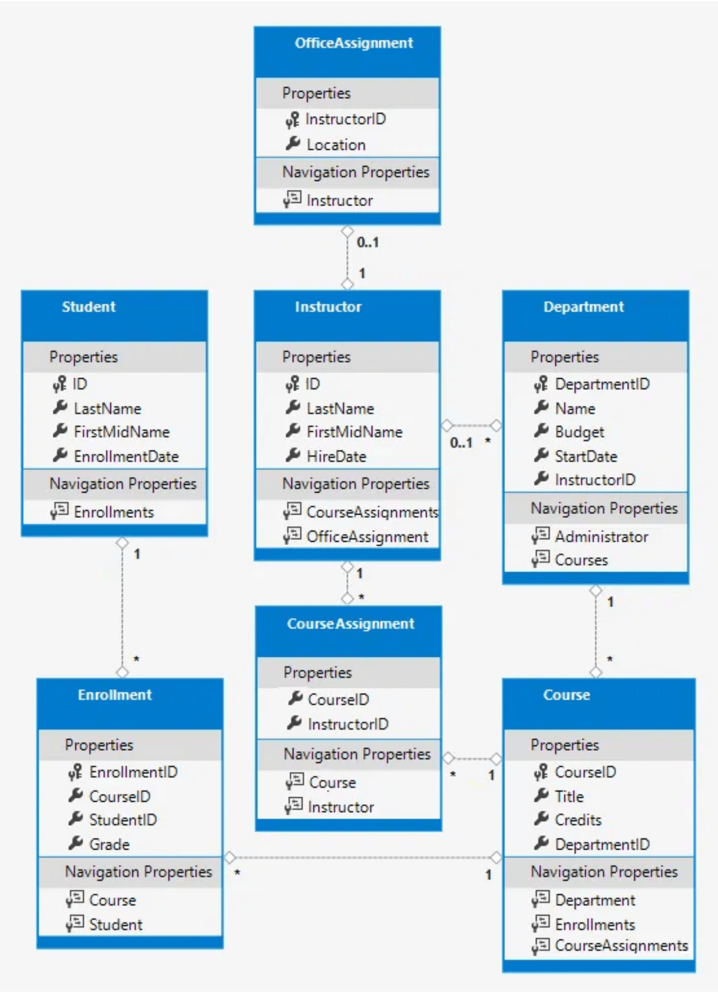 OfficeAssignment
Properties
InstructorID
Location
Navigation Properties
Instructor
0..1
1
Student
Properties
ID
LastName
FirstMidName
EnrollmentDate
Navigation Properties
Enrollments
1
*
Instructor
Properties
ID
LastName
FirstMidName
HireDate
Navigation Properties
CourseAssignments
OfficeAssignment
0..1 *
1
*
Department
Properties
DepartmentID
Name
Budget
StartDate
InstructorID
Navigation Properties
Administrator
Courses
1
*
Enrollment
Properties
EnrollmentID
CourseID
StudentID
Grade
Navigation Properties
Course
Student
* 1
CourseAssignment
Properties
CourseID
InstructorID
Navigation Properties
Course
Instructor
* 1
Course
Properties
CourseID
Title
Credits
DepartmentID
Navigation Properties
Department
Enrollments
CourseAssignments